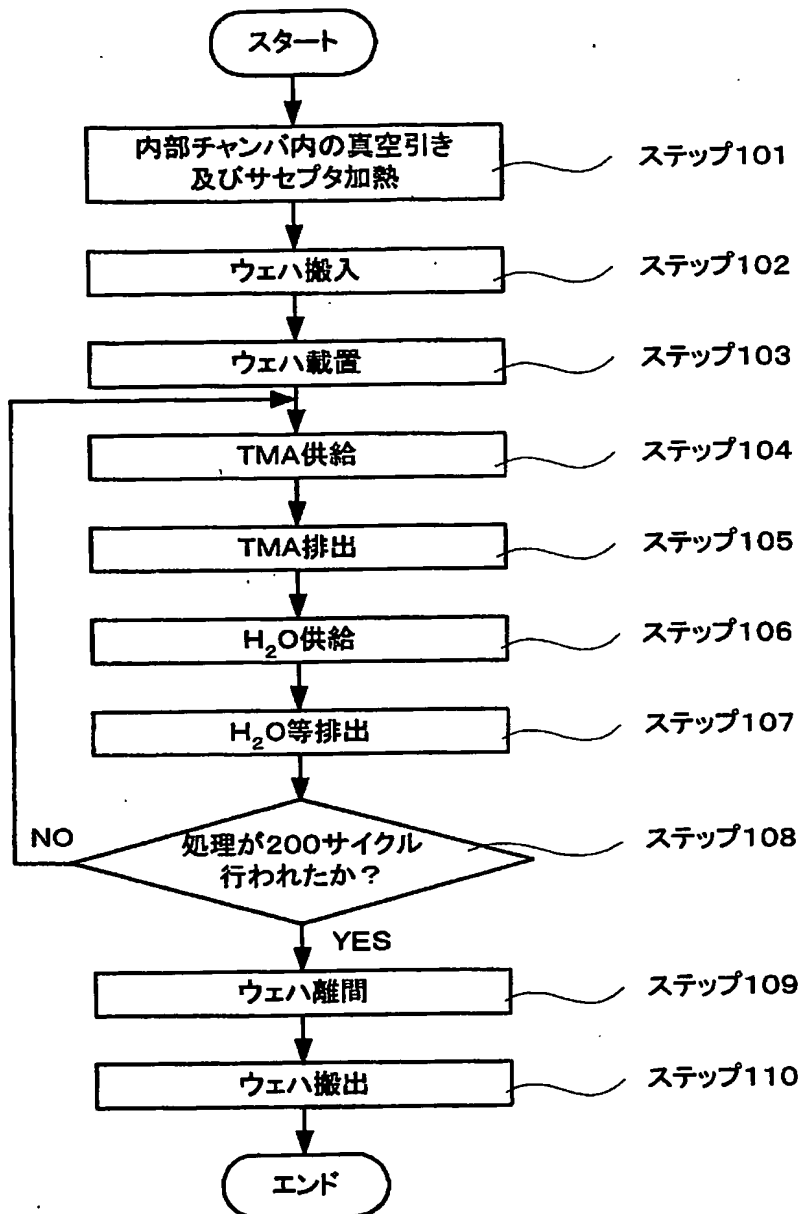 スタート
内部チャンバ内の真空引き
及びサセプタ加熱
ステップ101
ウェハ搬入
ステップ102
ウェハ載置
ステップ103
TMA供給
ステップ104
TMA排出
ステップ105
H₂O供給
ステップ106
H₂O等排出
ステップ107
処理が200サイクル
行われたか?
ステップ108
NO
YES
ウェハ離間
ステップ109
ウェハ搬出
ステップ110
エンド